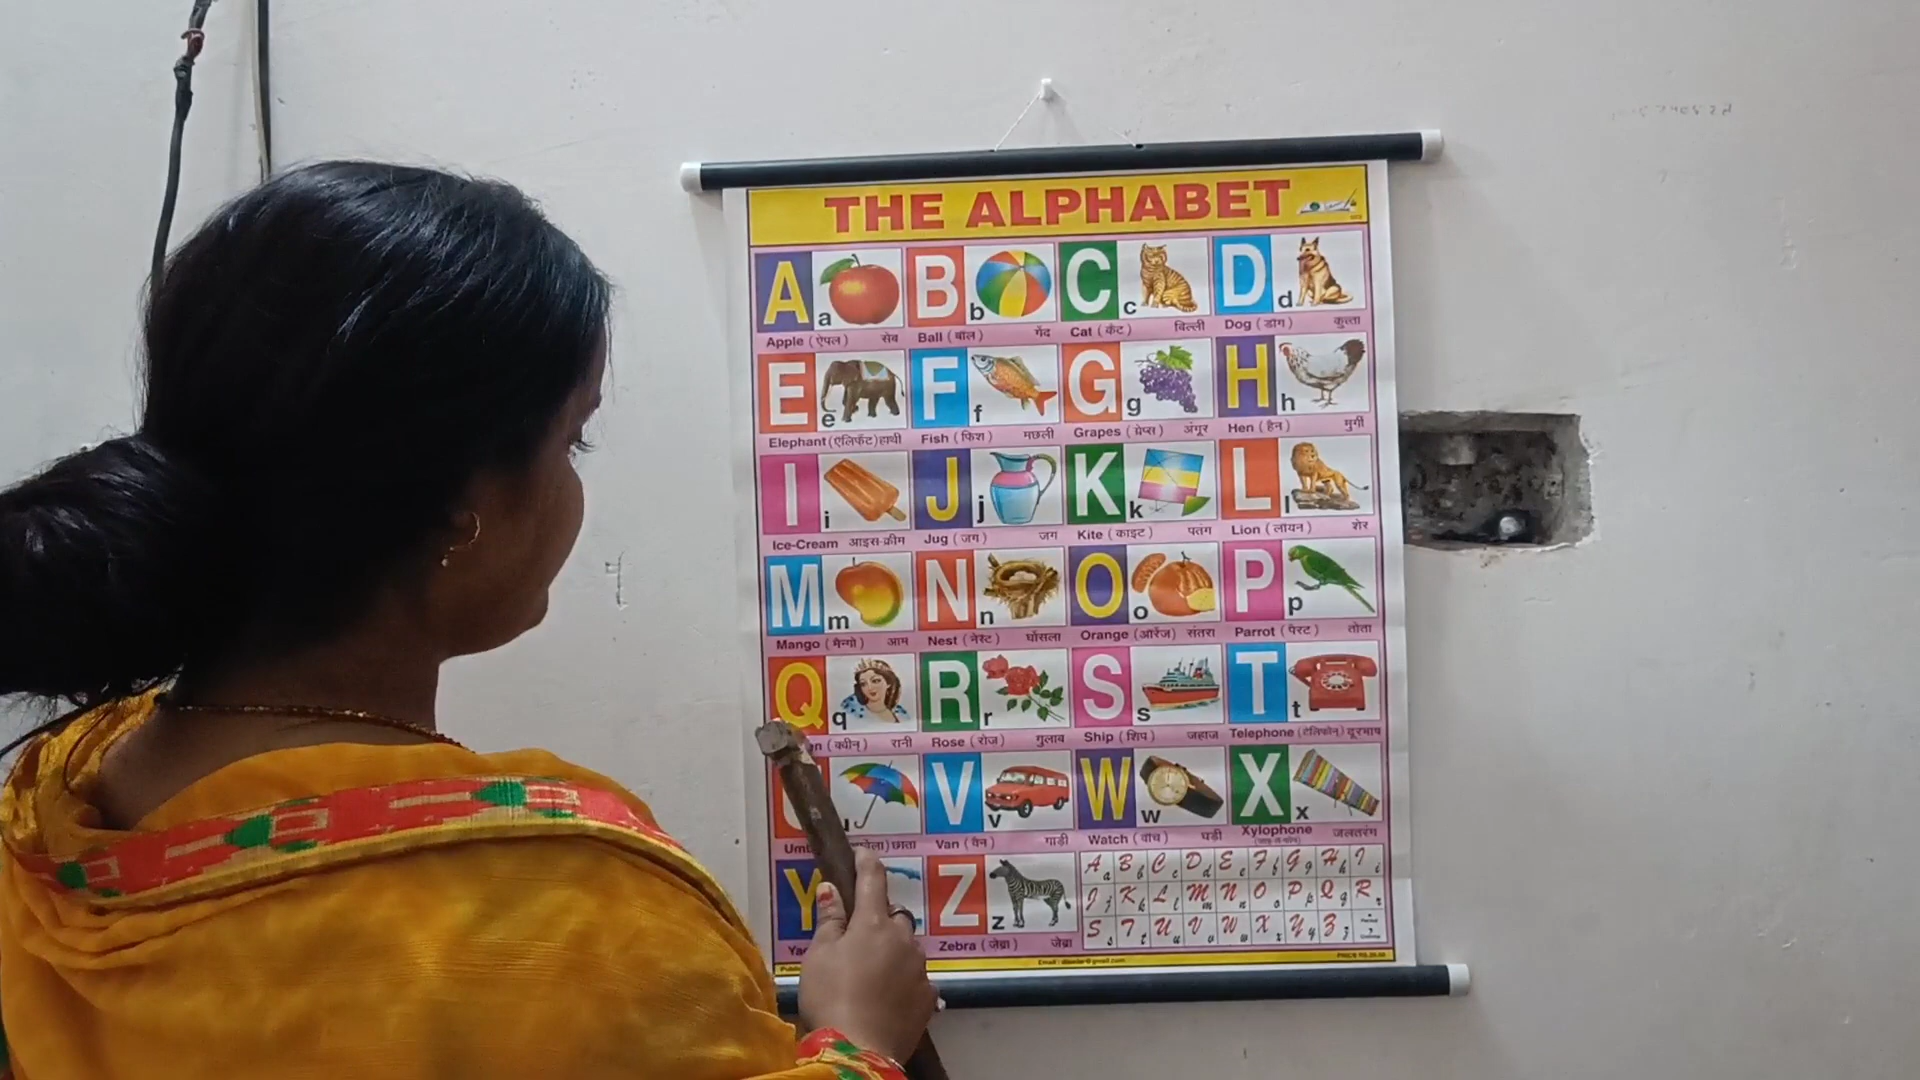 THE ALPHABET
A a B b C c D d
Apple (ऐपल) सेब Ball (बॉल) गेंद Cat (कैट) बिल्ली Dog (डॉग) कुत्ता
E e F f G g H h
Elephant (एलिफैंट) हाथी Fish (फिश) मछली Grapes (ग्रेप्स) अंगूर Hen (हैन) मुर्गी
I i J j K k L l
Ice-Cream आइस-क्रीम Jug (जग) जग Kite (काइट) पतंग Lion (लायन) शेर
M m N n O o P p
Mango (मैन्गो) आम Nest (नेस्ट) घोंसला Orange (ऑरेंज) संतरा Parrot (पैरट) तोता
Q q R r S s T t
(क्वीन) रानी Rose (रोज) गुलाब Ship (शिप) जहाज Telephone (टेलिफोन) दूरभाष
u V v W w X x
छाता Van (वैन) गाड़ी Watch (वॉच) घड़ी Xylophone जलतरंग
Y Z z
Zebra (जेब्रा) जेब्रा
A a B b C c D d E e F f G g H h I i
J j K k L l M m N n O o P p Q q R r
S s T t U u V v W w X x Y y Z z